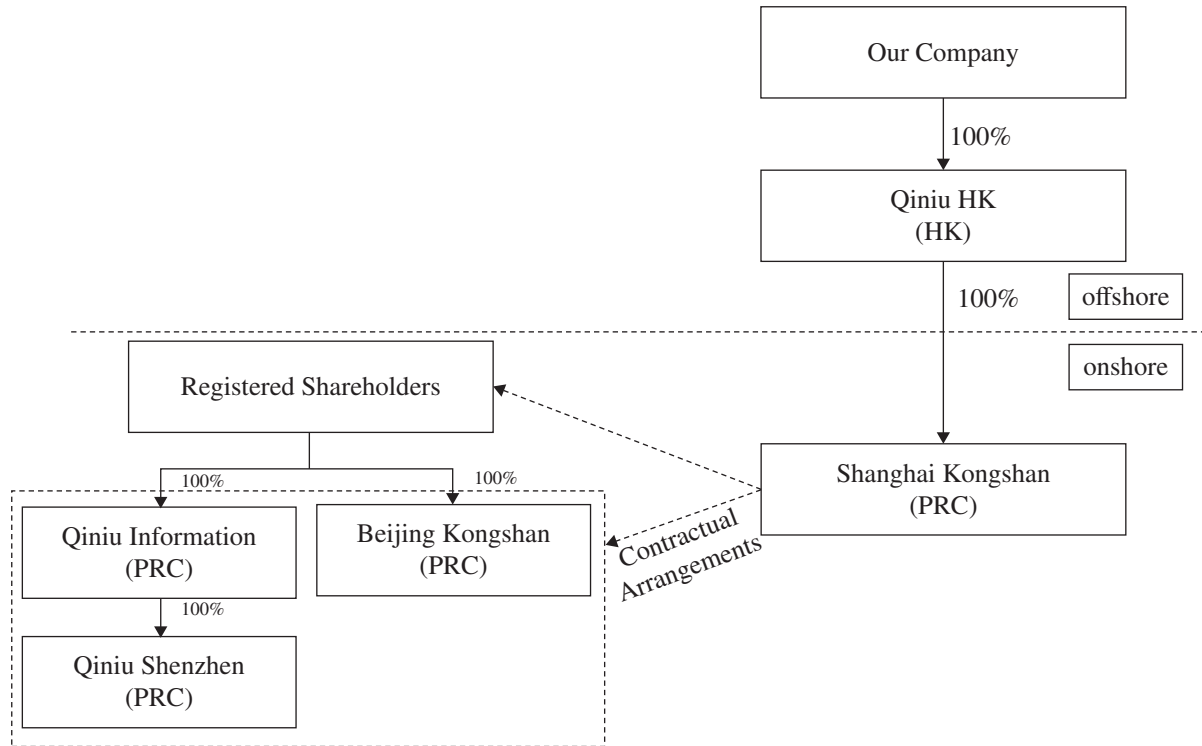 Our Company
100%
Qiniu HK
(HK)
100%
offshore
onshore
Registered Shareholders
100%
100%
Shanghai Kongshan
(PRC)
Qiniu Information
(PRC)
Beijing Kongshan
(PRC)
Contractual
Arrangements
100%
Qiniu Shenzhen
(PRC)